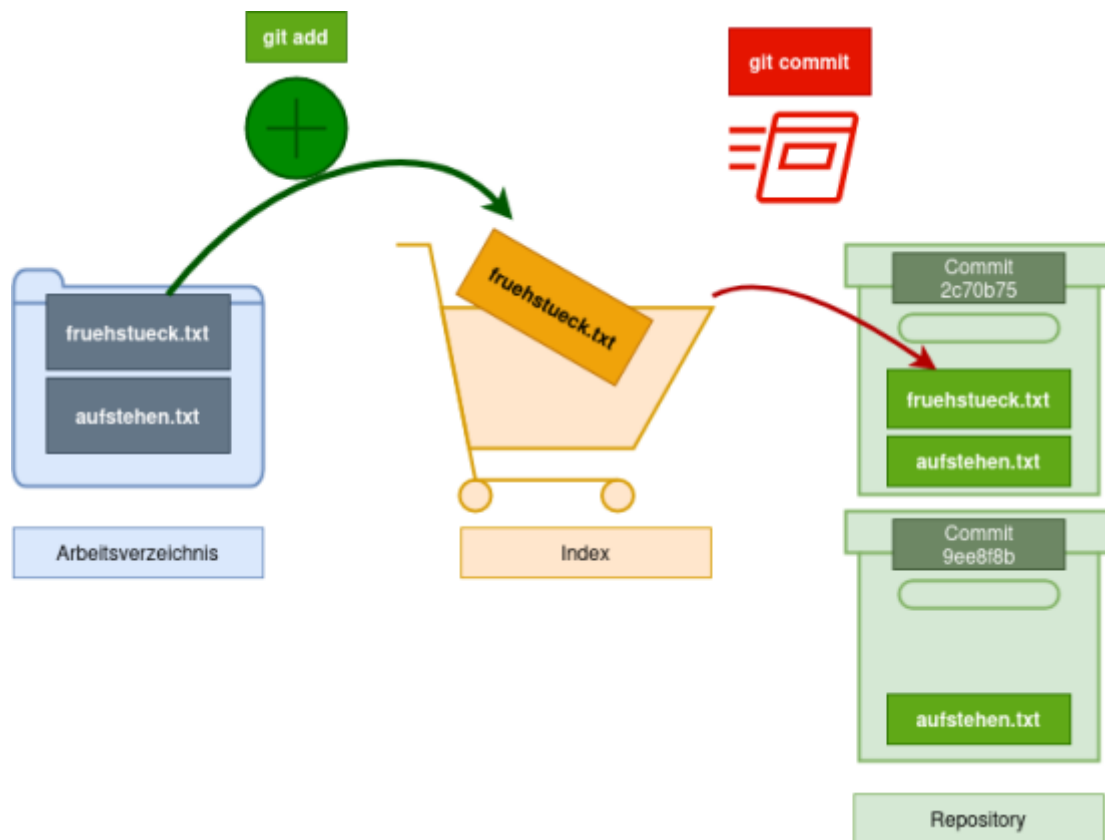 git add
git commit
fruehstueck.txt
aufstehen.txt
Arbeitsverzeichnis
fruehstueck.txt
Index
Commit
2c70b75
fruehstueck.txt
aufstehen.txt
Commit
9ee8f8b
aufstehen.txt
Repository